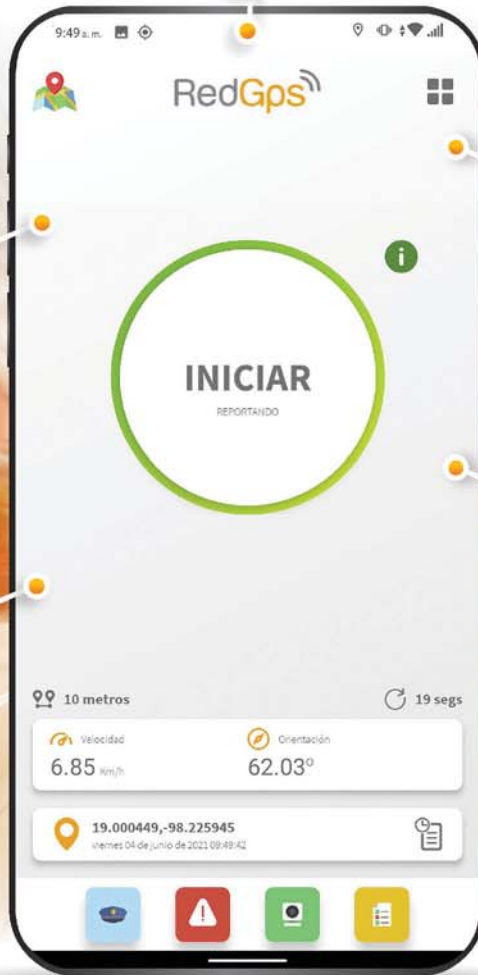 9:49 a. m.
RedGps
INICIAR
REPORTANDO
10 metros
19 segs
Velocidad
Orientación
6.85 Km/h
62.03°
19.000449,-98.225945
viernes 04 de junio de 2021 09:49:42